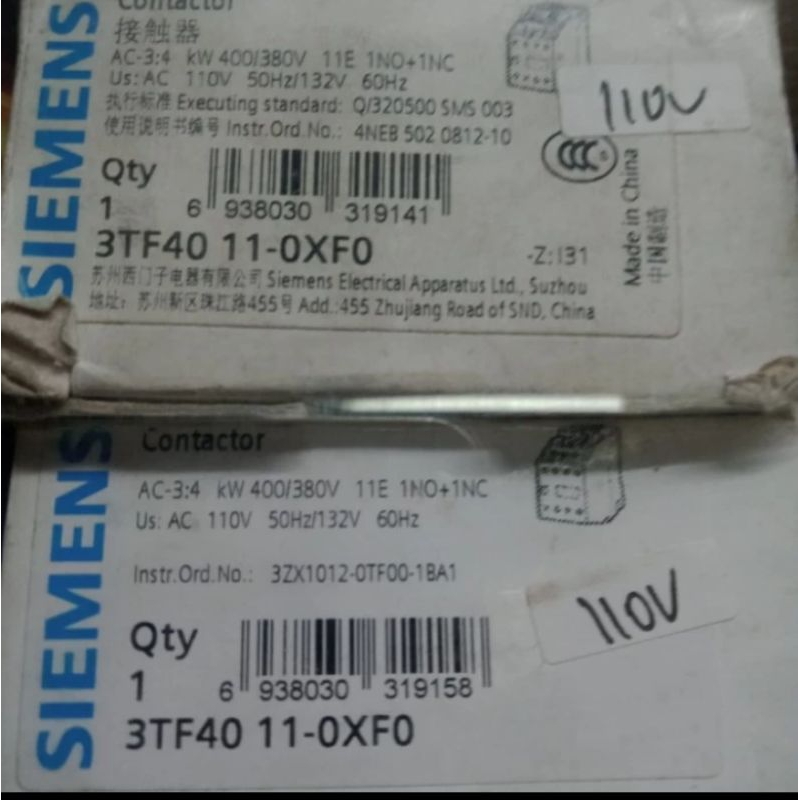 SIEMENS
Contactor
接触器
AC-3:4 kW 400/380V 11E 1NO+1NC
Us: AC 110V 50Hz/132V 60Hz
执行标准 Executing standard: Q/320500 SMS 003
使用说明书编号 Instr.Ord.No.: 4NEB 502 0812-10
110V
CCC
Made in China
中国制造
Qty
1
6 938030 319141
3TF40 11-0XF0
-Z:I31
苏州西门子电器有限公司 Siemens Electrical Apparatus Ltd., Suzhou
地址: 苏州新区珠江路455号 Add.:455 Zhujiang Road of SND, China
SIEMENS
Contactor
AC-3:4 kW 400/380V 11E 1NO+1NC
Us: AC 110V 50Hz/132V 60Hz
Instr.Ord.No.: 3ZX1012-0TF00-1BA1
110V
Qty
1
6 938030 319158
3TF40 11-0XF0